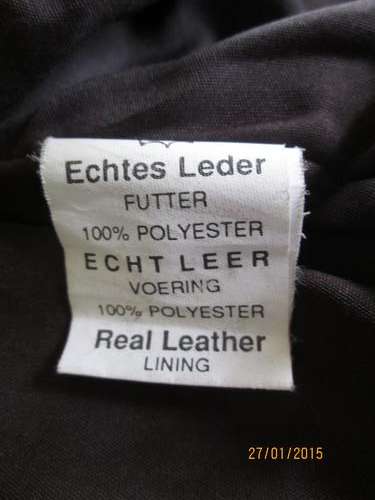 Echtes Leder
FUTTER
100% POLYESTER
ECHT LEER
VOERING
100% POLYESTER
Real Leather
LINING
27/01/2015